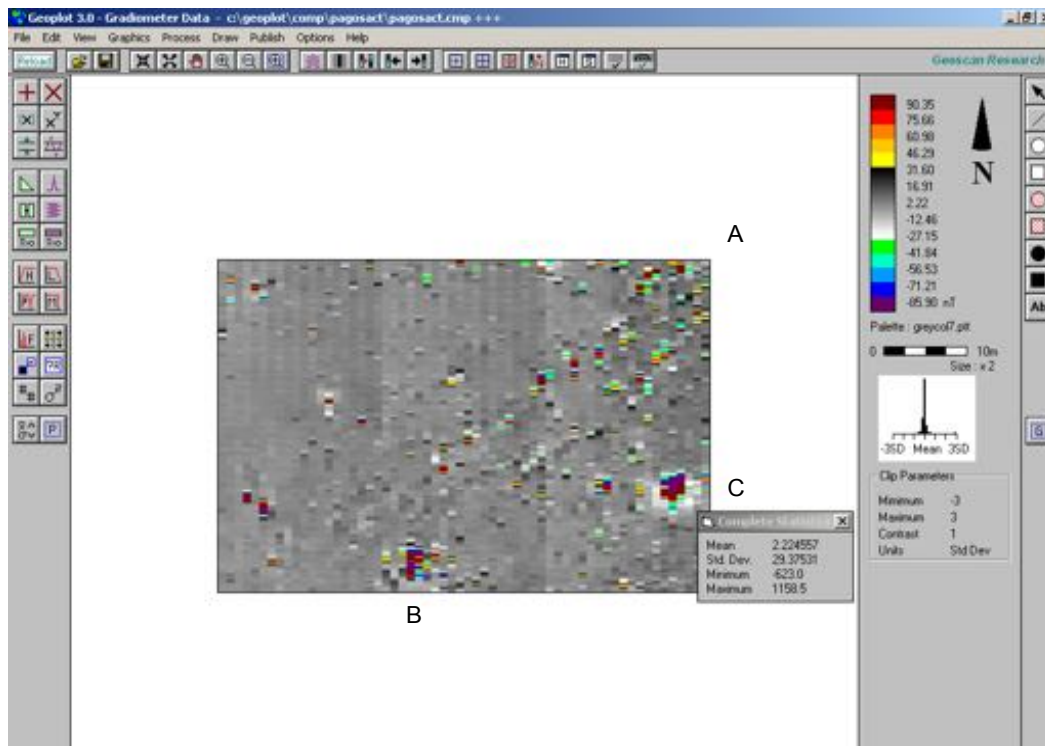 Geoplot 3.0 - Gradiometer Data - c:\geoplot\comp\pagosact\pagosact.cmp +++
File Edit View Graphics Process Draw Publish Options Help
Reload
Geoscan Research
90.35
75.66
60.98
46.29
31.60
16.91
2.22
-12.46
-27.15
-41.84
-56.53
-71.21
-85.90 nT
N
Palette : greycol7.plt
0 10m
Size : x 2
-3SD Mean 3SD
Clip Parameters
Minimum -3
Maximum 3
Contrast 1
Units Std Dev
A
C
Complete Statistics
Mean 2.224557
Std. Dev. 29.37531
Minimum -623.0
Maximum 1158.5
B